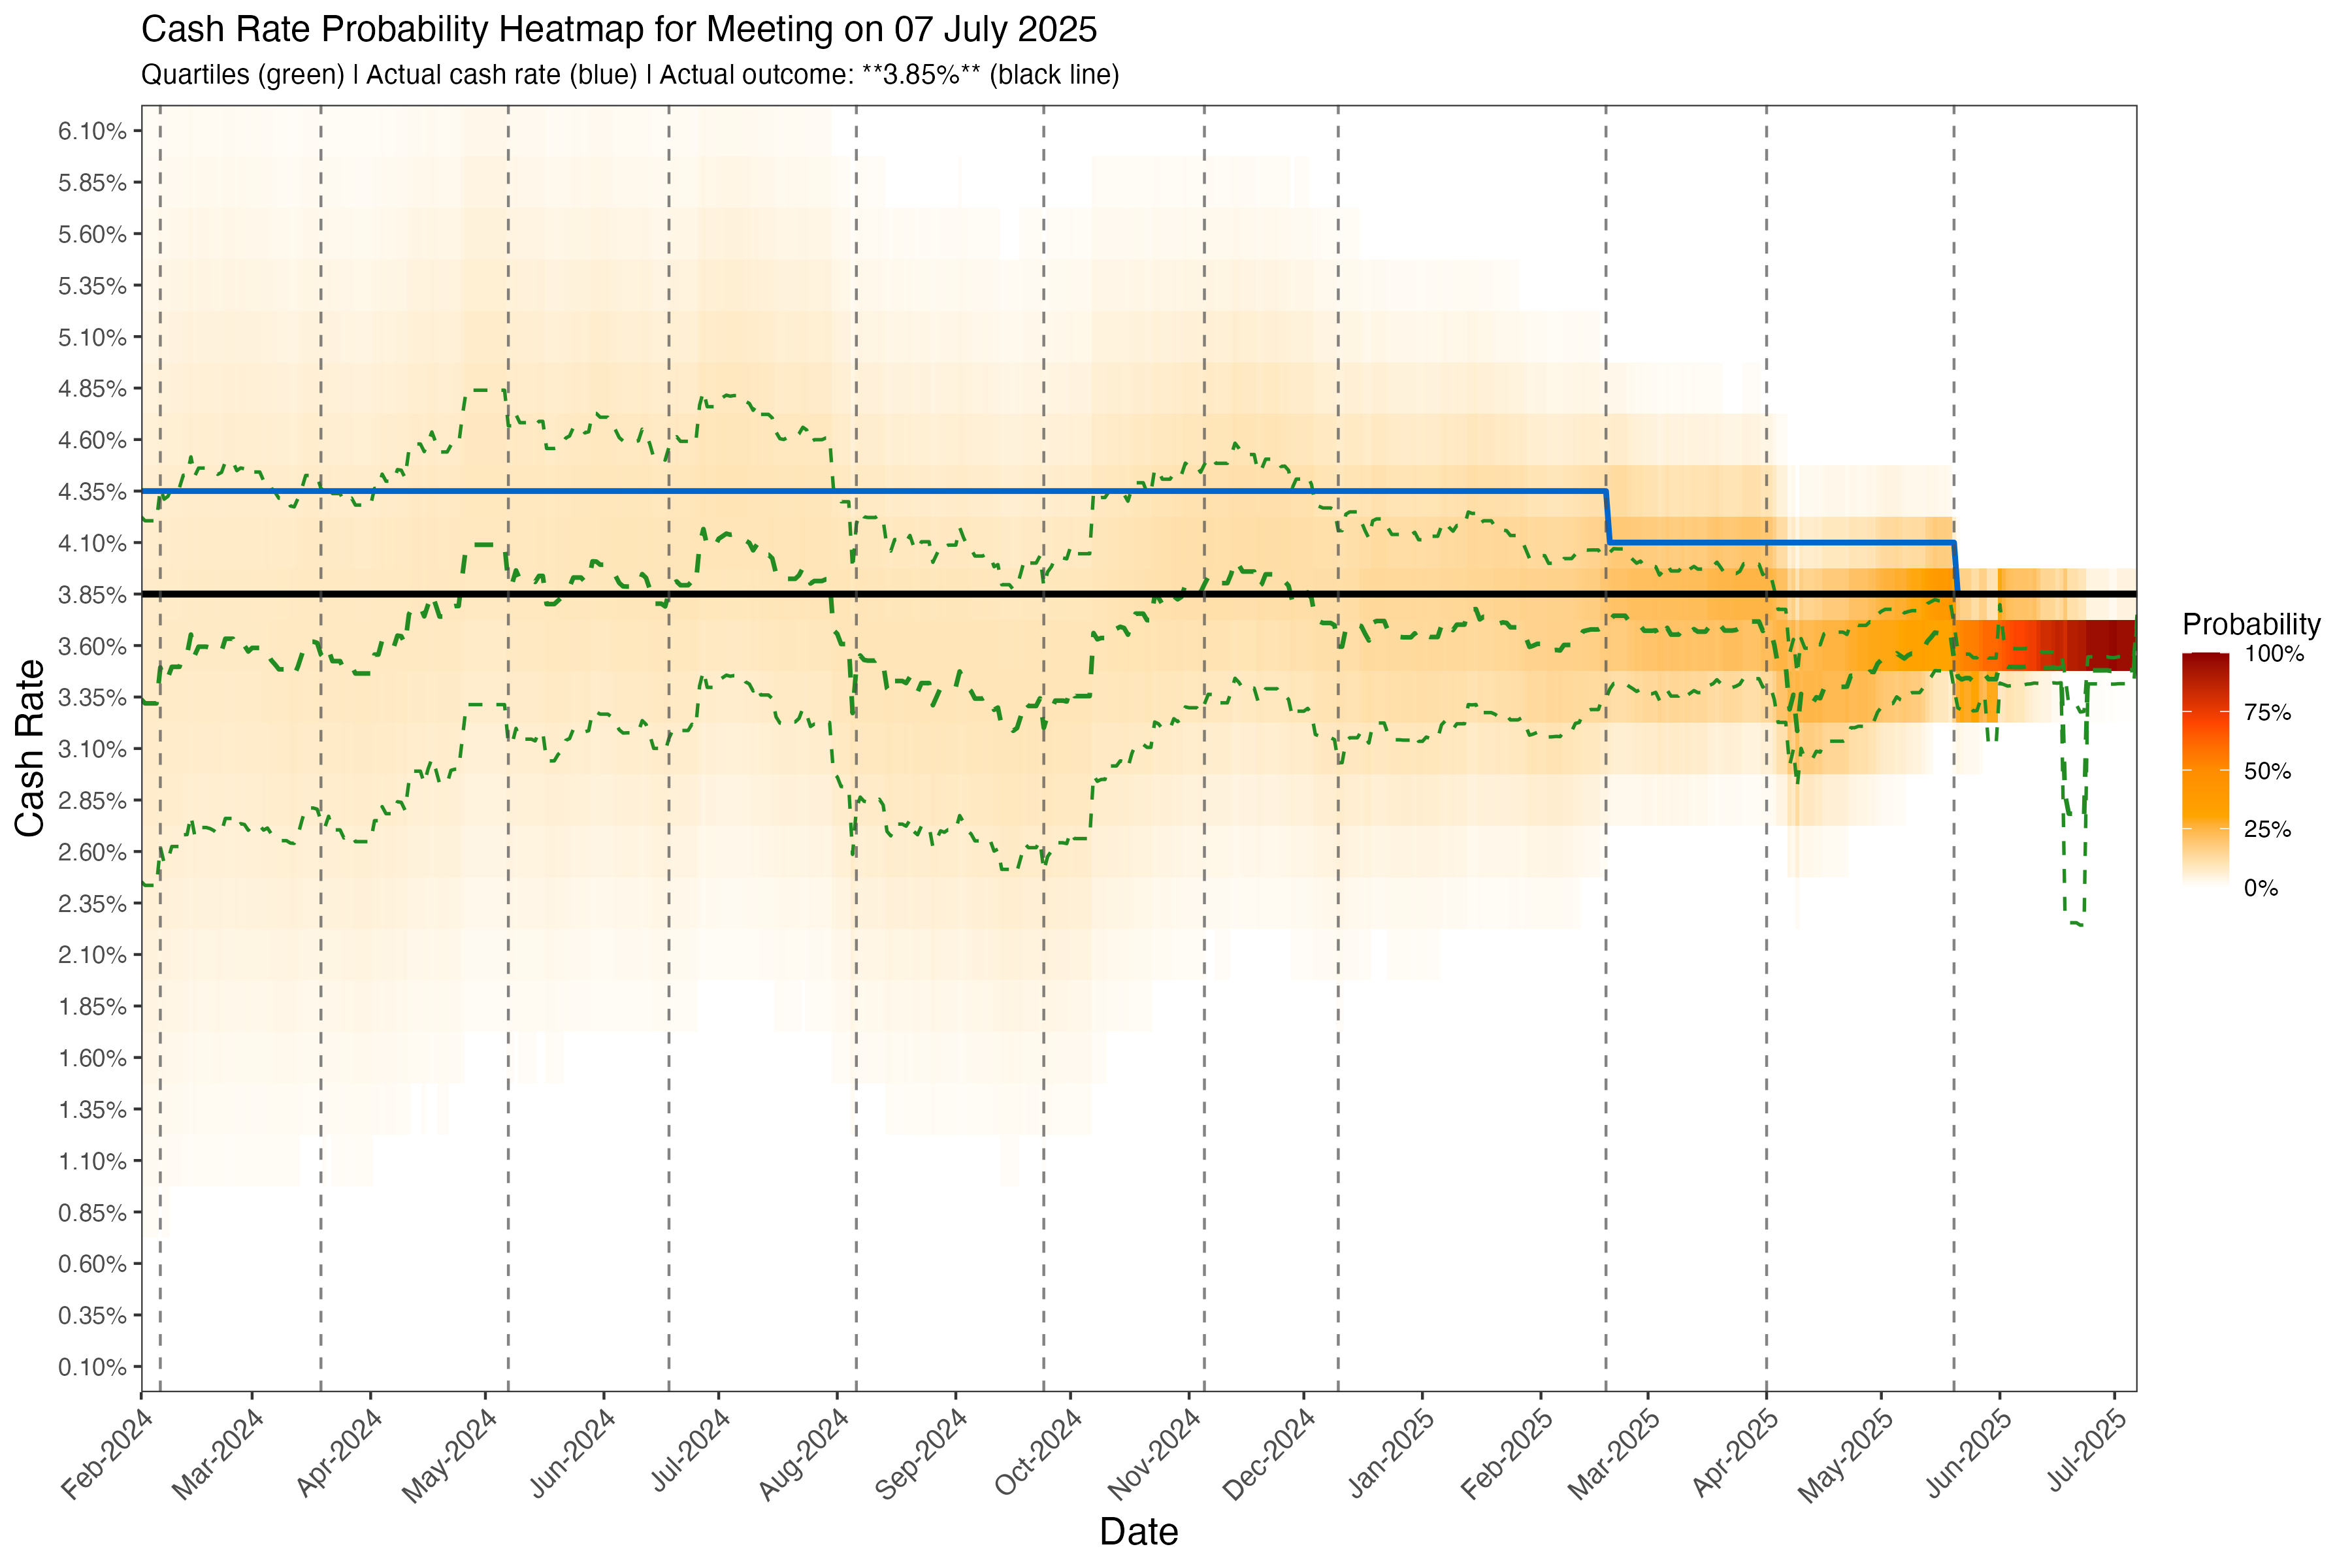 Cash Rate Probability Heatmap for Meeting on 07 July 2025
Quartiles (green) | Actual cash rate (blue) | Actual outcome: **3.85%** (black line)
Cash Rate
6.10%
5.85%
5.60%
5.35%
5.10%
4.85%
4.60%
4.35%
4.10%
3.85%
3.60%
3.35%
3.10%
2.85%
2.60%
2.35%
2.10%
1.85%
1.60%
1.35%
1.10%
0.85%
0.60%
0.35%
0.10%
Feb-2024
Mar-2024
Apr-2024
May-2024
Jun-2024
Jul-2024
Aug-2024
Sep-2024
Oct-2024
Nov-2024
Dec-2024
Jan-2025
Feb-2025
Mar-2025
Apr-2025
May-2025
Jun-2025
Jul-2025
Date
Probability
100%
75%
50%
25%
0%